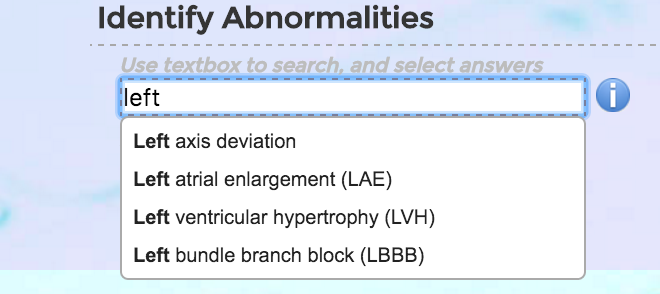 Identify Abnormalities
Use textbox to search, and select answers
left
Left axis deviation
Left atrial enlargement (LAE)
Left ventricular hypertrophy (LVH)
Left bundle branch block (LBBB)